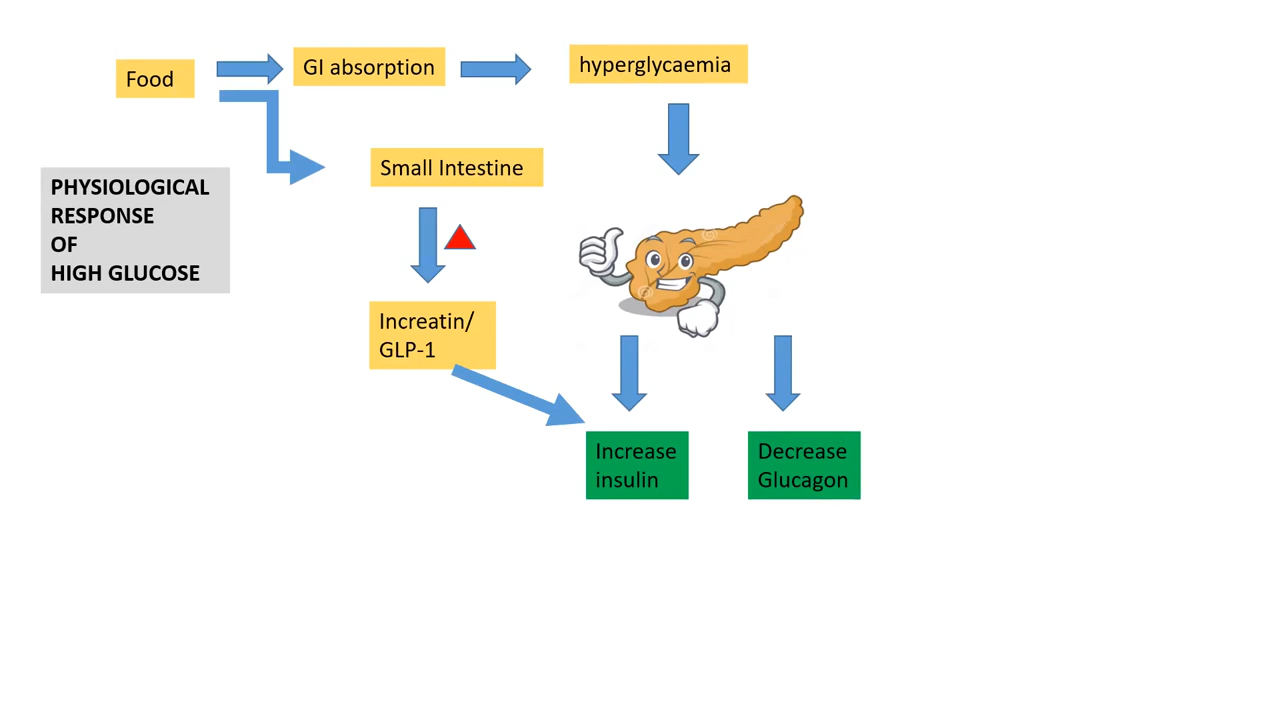 Food
GI absorption
hyperglycaemia
Small Intestine
PHYSIOLOGICAL
RESPONSE
OF
HIGH GLUCOSE
Increatin/
GLP-1
Increase
insulin
Decrease
Glucagon